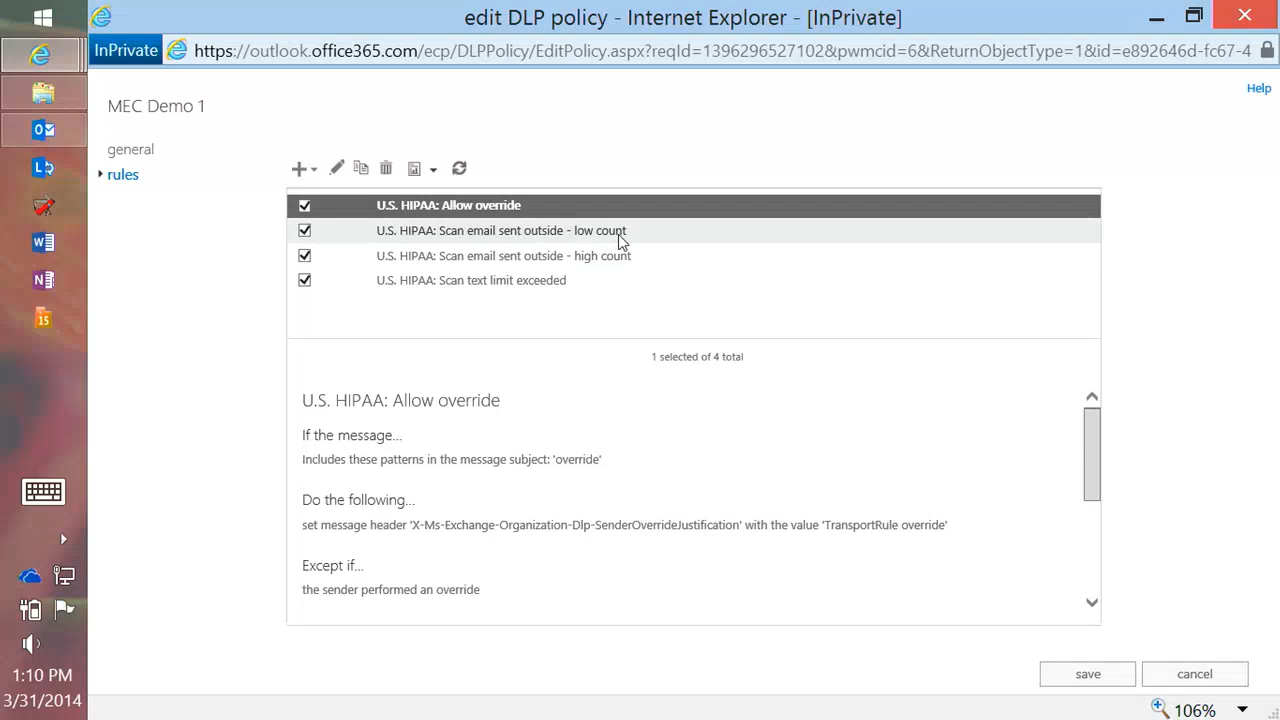 edit DLP policy - Internet Explorer - [InPrivate]
InPrivate https://outlook.office365.com/ecp/DLPPolicy/EditPolicy.aspx?reqId=1396296527102&pwmcid=6&ReturnObjectType=1&id=e892646d-fc67-4
Help
MEC Demo 1
general
rules
U.S. HIPAA: Allow override
U.S. HIPAA: Scan email sent outside - low count
U.S. HIPAA: Scan email sent outside - high count
U.S. HIPAA: Scan text limit exceeded
1 selected of 4 total
U.S. HIPAA: Allow override
If the message...
Includes these patterns in the message subject: 'override'
Do the following...
set message header 'X-Ms-Exchange-Organization-Dlp-SenderOverrideJustification' with the value 'TransportRule override'
Except if...
the sender performed an override
save cancel
15
1:10 PM
3/31/2014
106%